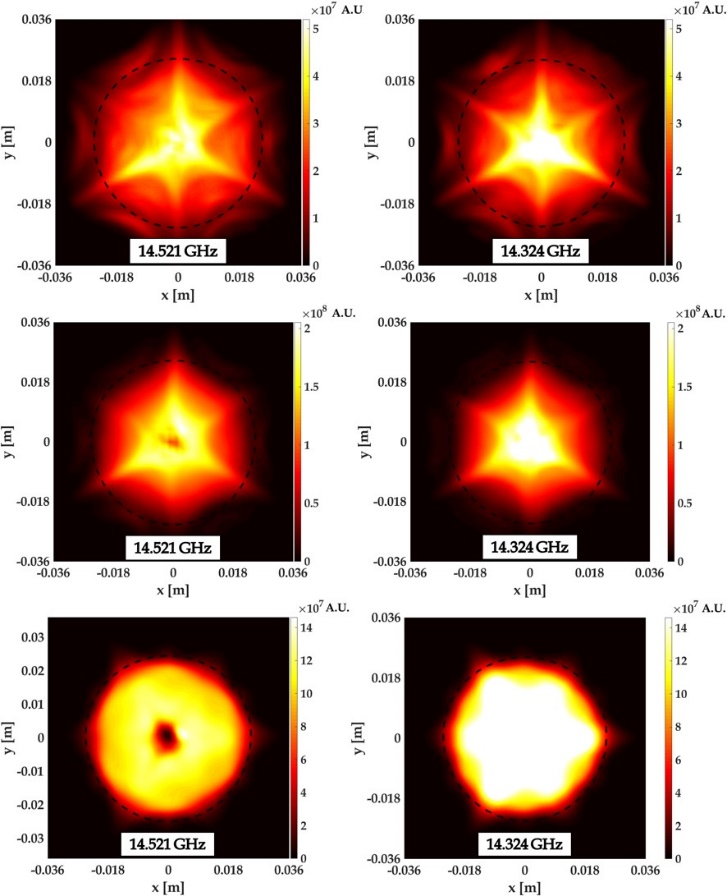 ×10⁷ A.U
×10⁷ A.U.
0.036
0.018
0
-0.018
-0.036
y [m]
-0.036 -0.018 0 0.018 0.036
x [m]
14.521 GHz
5
4
3
2
1
0
0.036
0.018
0
-0.018
-0.036
y [m]
-0.036 -0.018 0 0.018 0.036
x [m]
14.324 GHz
5
4
3
2
1
0
×10⁸ A.U.
×10⁸ A.U.
0.036
0.018
0
-0.018
-0.036
y [m]
-0.036 -0.018 0 0.018 0.036
x [m]
14.521 GHz
2
1.5
1
0.5
0
0.036
0.018
0
-0.018
-0.036
y [m]
-0.036 -0.018 0 0.018 0.036
x [m]
14.324 GHz
2
1.5
1
0.5
0
×10⁷ A.U.
×10⁷ A.U.
0.03
0.02
0.01
0
-0.01
-0.02
-0.03
y [m]
-0.036 -0.018 0 0.018 0.036
x [m]
14.521 GHz
14
12
10
8
6
4
2
0
0.036
0.018
0
-0.018
-0.036
y [m]
-0.036 -0.018 0 0.018 0.036
x [m]
14.324 GHz
14
12
10
8
6
4
2
0